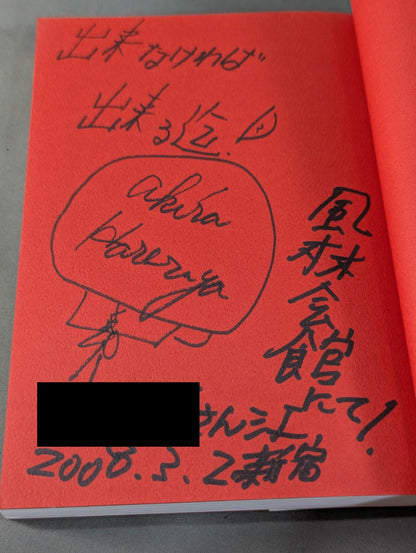 出来なければ
出来る迄。
akira
Hareruya
風林会館
にて!
さん江
2008.3.2 新宿